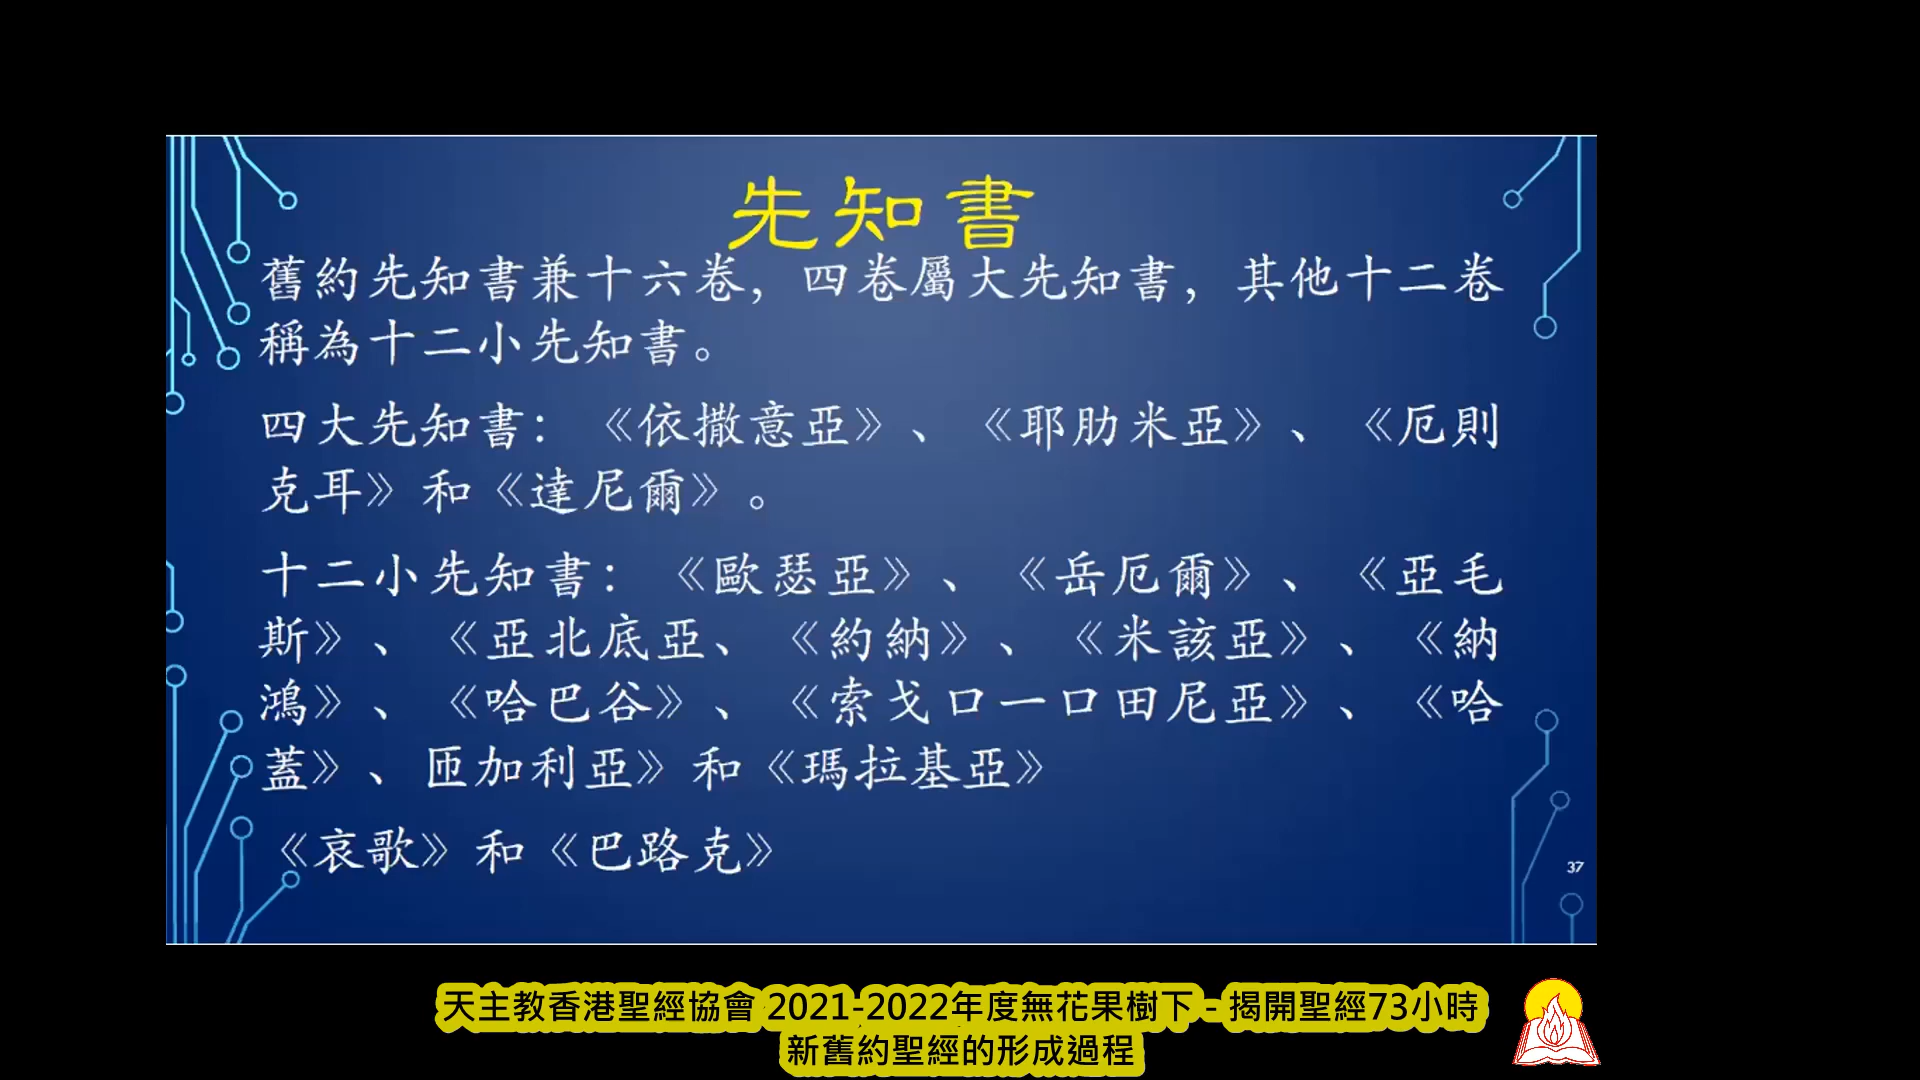 先知書
舊約先知書兼十六卷，四卷屬大先知書，其他十二卷
稱為十二小先知書。
四大先知書：《依撒意亞》、《耶肋米亞》、《厄則
克耳》和《達尼爾》。
十二小先知書：《歐瑟亞》、《岳厄爾》、《亞毛
斯》、《亞北底亞、《約納》、《米該亞》、《納
鴻》、《哈巴谷》、《索戈口一口田尼亞》、《哈
蓋》、匝加利亞》和《瑪拉基亞》
《哀歌》和《巴路克》
37
天主教香港聖經協會 2021-2022年度無花果樹下 - 揭開聖經73小時
新舊約聖經的形成過程